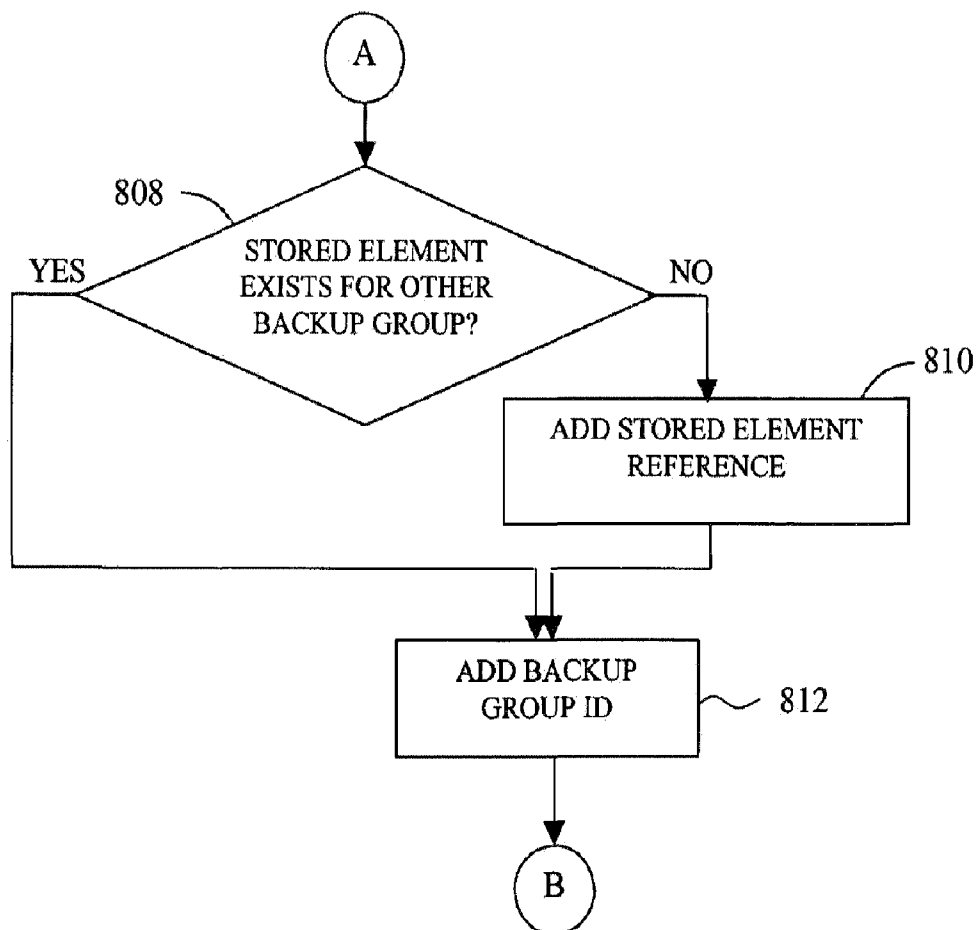 A
808
STORED ELEMENT
EXISTS FOR OTHER
BACKUP GROUP?
YES
NO
810
ADD STORED ELEMENT
REFERENCE
ADD BACKUP
GROUP ID
812
B